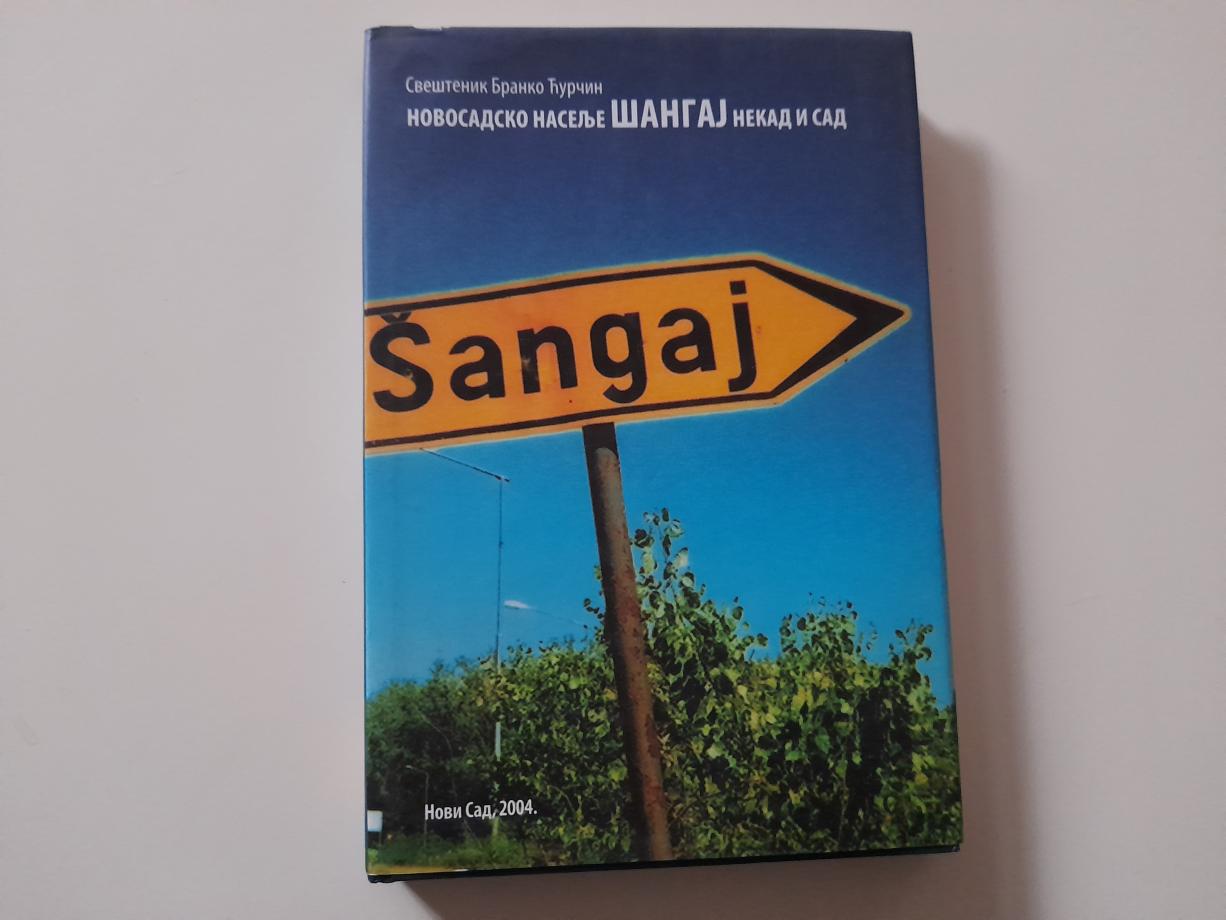 Свештеник Бранко Ћурчин
НОВОСАДСКО НАСЕЉЕ ШАНГАЈ НЕКАД И САД
Šangaj
Нови Сад, 2004.